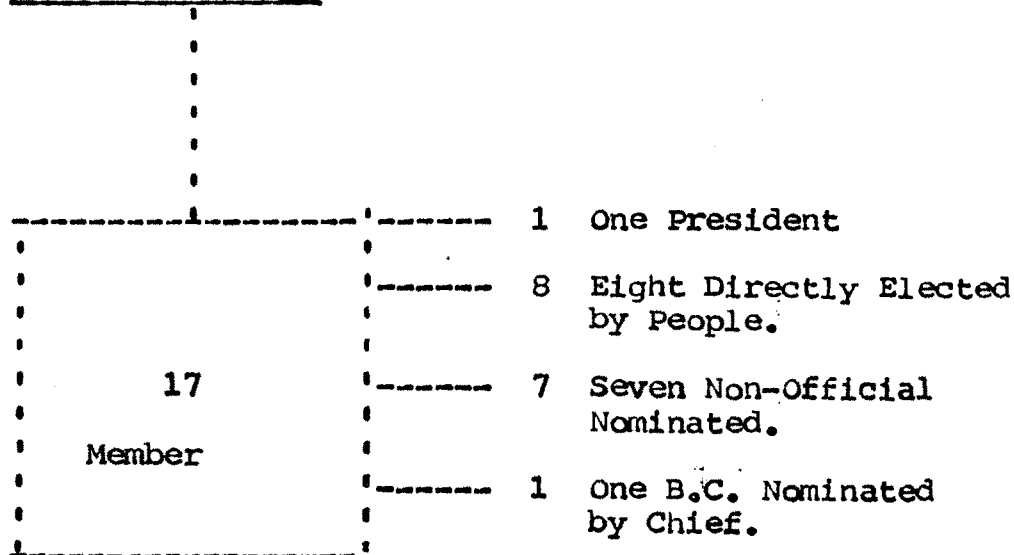 1 One President
8 Eight Directly Elected
by People.
17
7 Seven Non-Official
Nominated.
Member
1 One B.C. Nominated
by Chief.